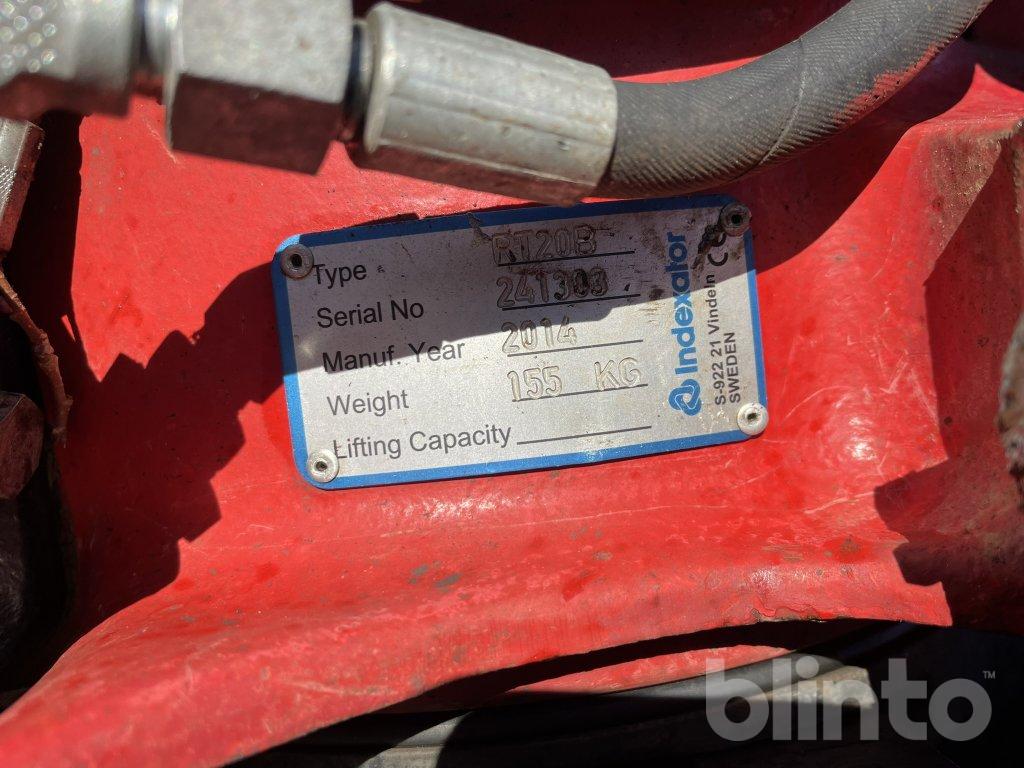 Type RT20B
Serial No 241303
Manuf. Year 2014
Weight 155 KG
Lifting Capacity
Indexator
CE
S-922 21 Vindeln
SWEDEN
blinto™